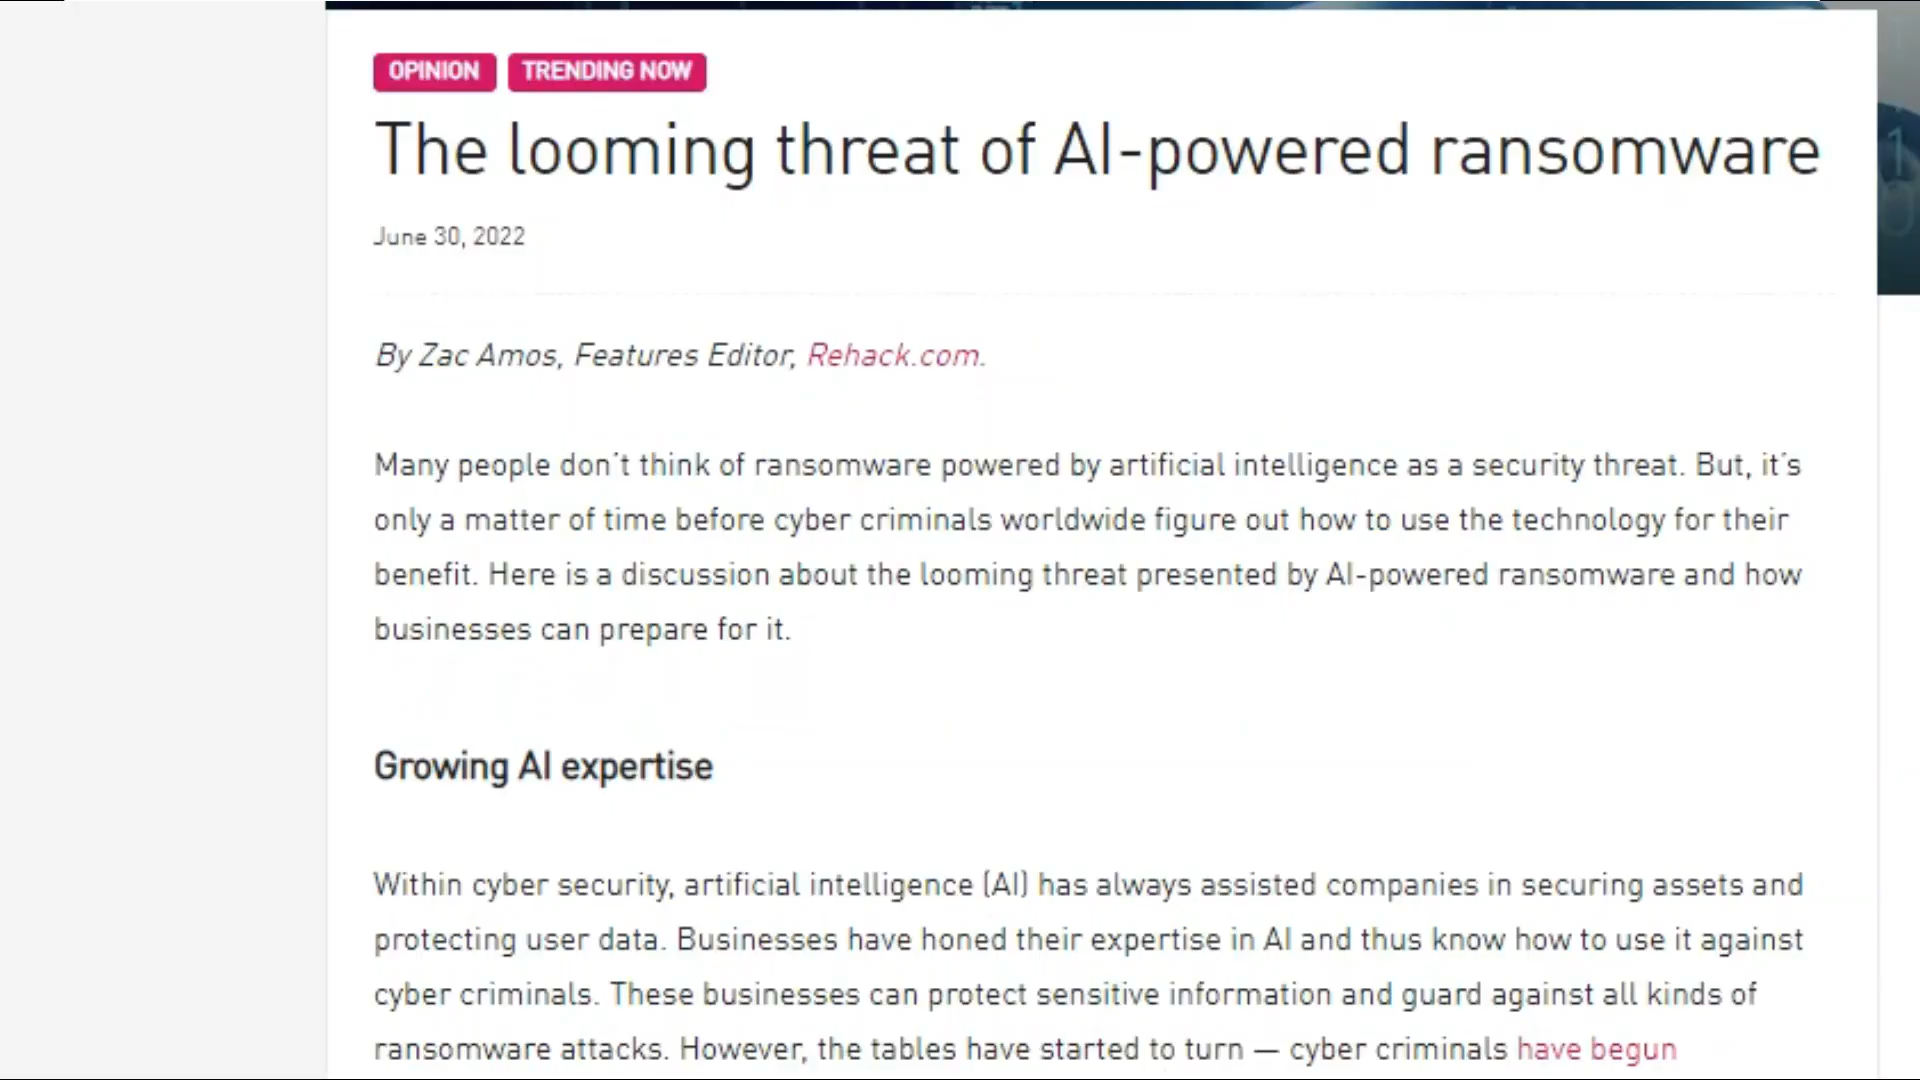 OPINION TRENDING NOW
The looming threat of AI-powered ransomware
June 30, 2022
By Zac Amos, Features Editor, Rehack.com.
Many people don't think of ransomware powered by artificial intelligence as a security threat. But, it's
only a matter of time before cyber criminals worldwide figure out how to use the technology for their
benefit. Here is a discussion about the looming threat presented by AI-powered ransomware and how
businesses can prepare for it.
Growing AI expertise
Within cyber security, artificial intelligence (AI) has always assisted companies in securing assets and
protecting user data. Businesses have honed their expertise in AI and thus know how to use it against
cyber criminals. These businesses can protect sensitive information and guard against all kinds of
ransomware attacks. However, the tables have started to turn — cyber criminals have begun